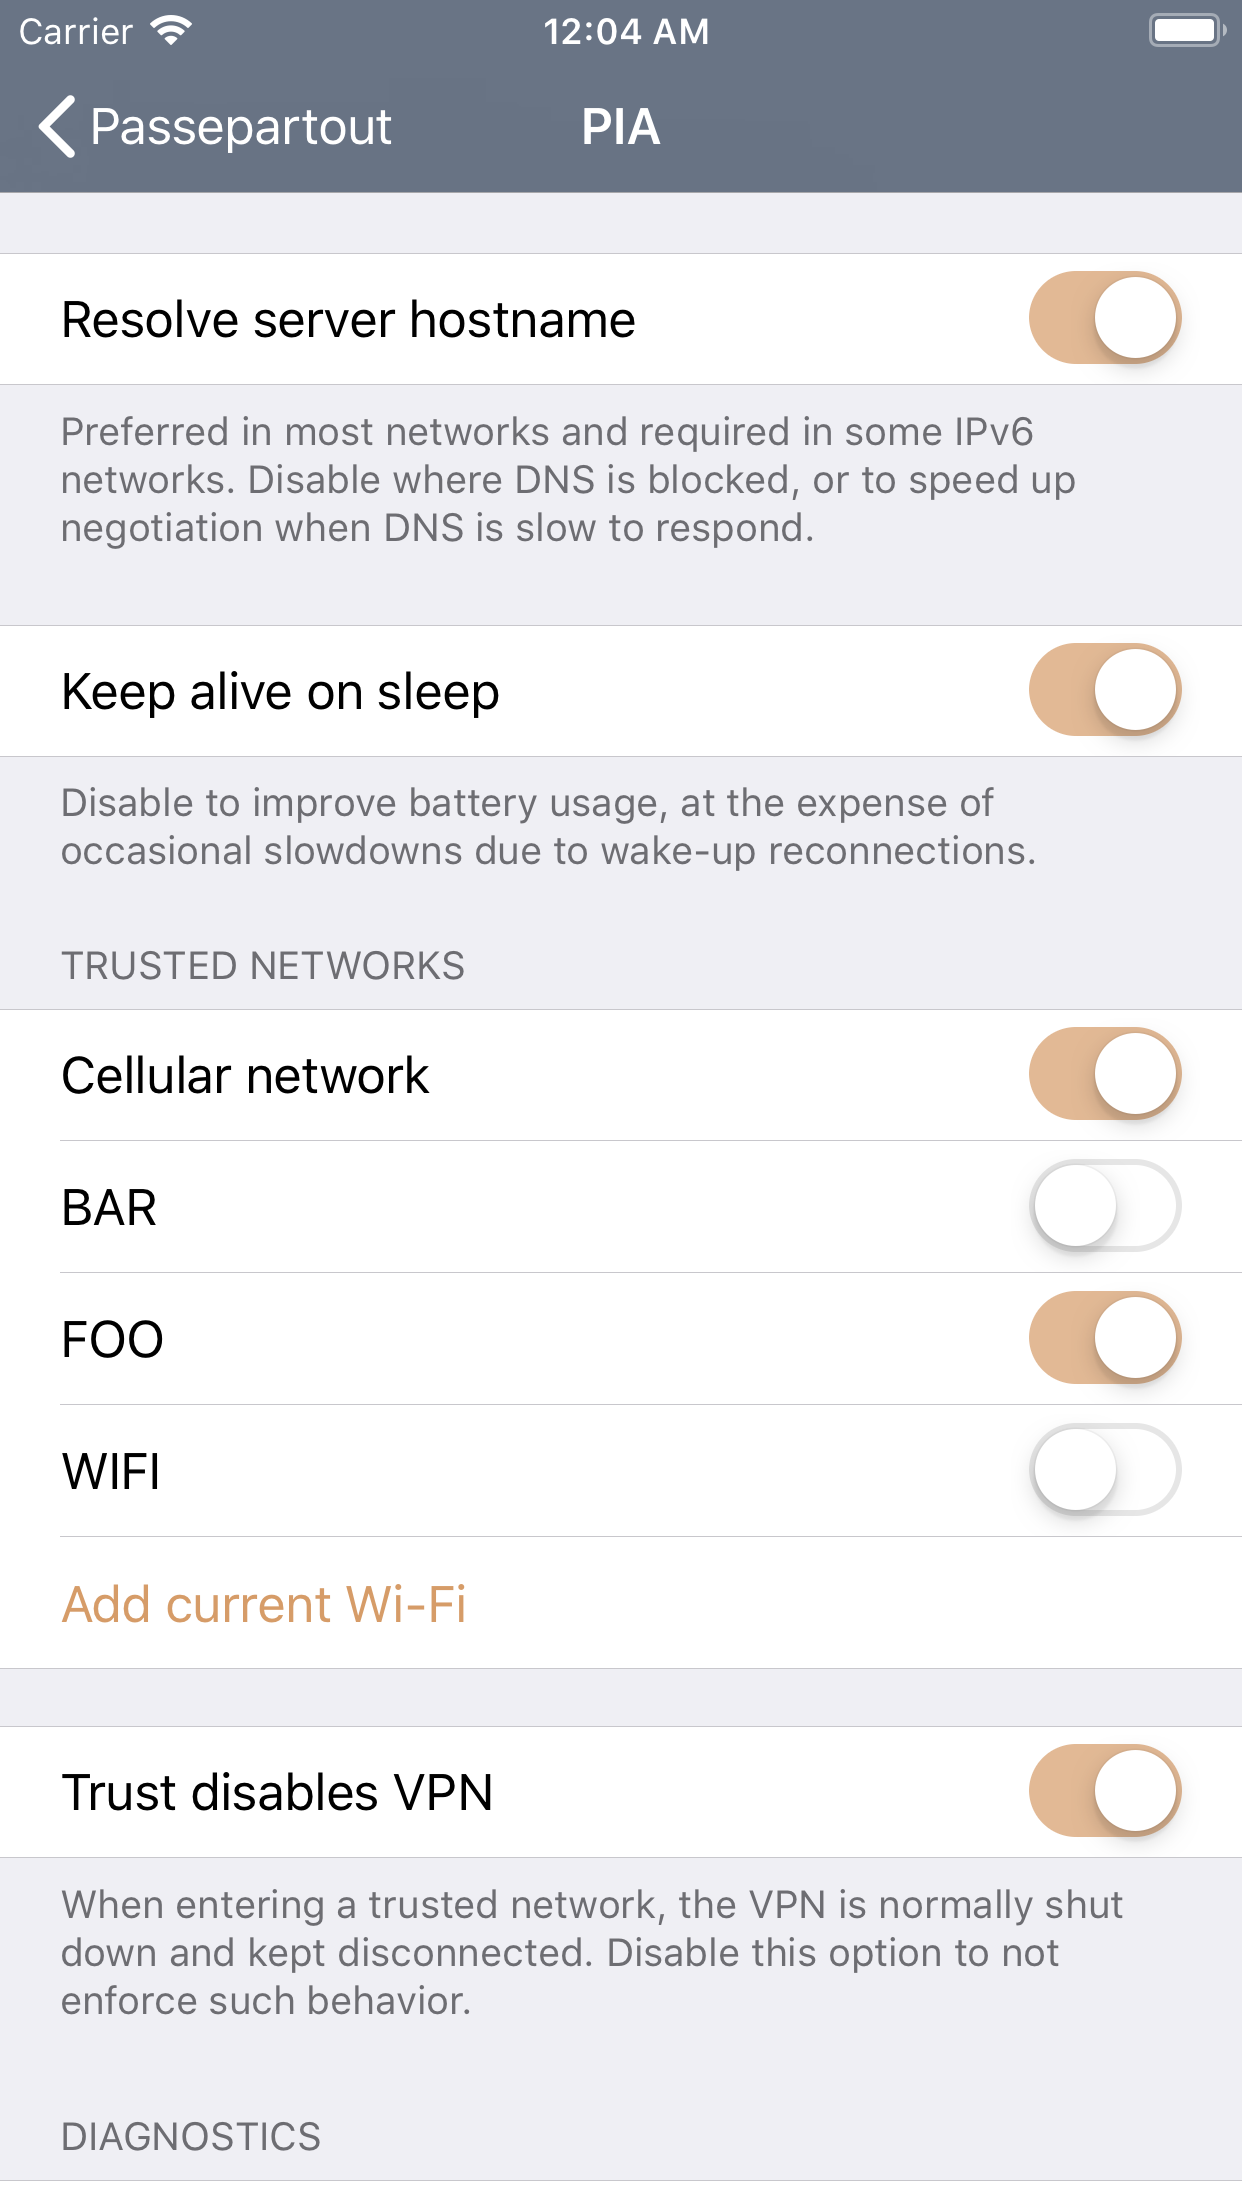 Carrier 12:04 AM
Passepartout PIA
Resolve server hostname
Preferred in most networks and required in some IPv6
networks. Disable where DNS is blocked, or to speed up
negotiation when DNS is slow to respond.
Keep alive on sleep
Disable to improve battery usage, at the expense of
occasional slowdowns due to wake-up reconnections.
TRUSTED NETWORKS
Cellular network
BAR
FOO
WIFI
Add current Wi-Fi
Trust disables VPN
When entering a trusted network, the VPN is normally shut
down and kept disconnected. Disable this option to not
enforce such behavior.
DIAGNOSTICS